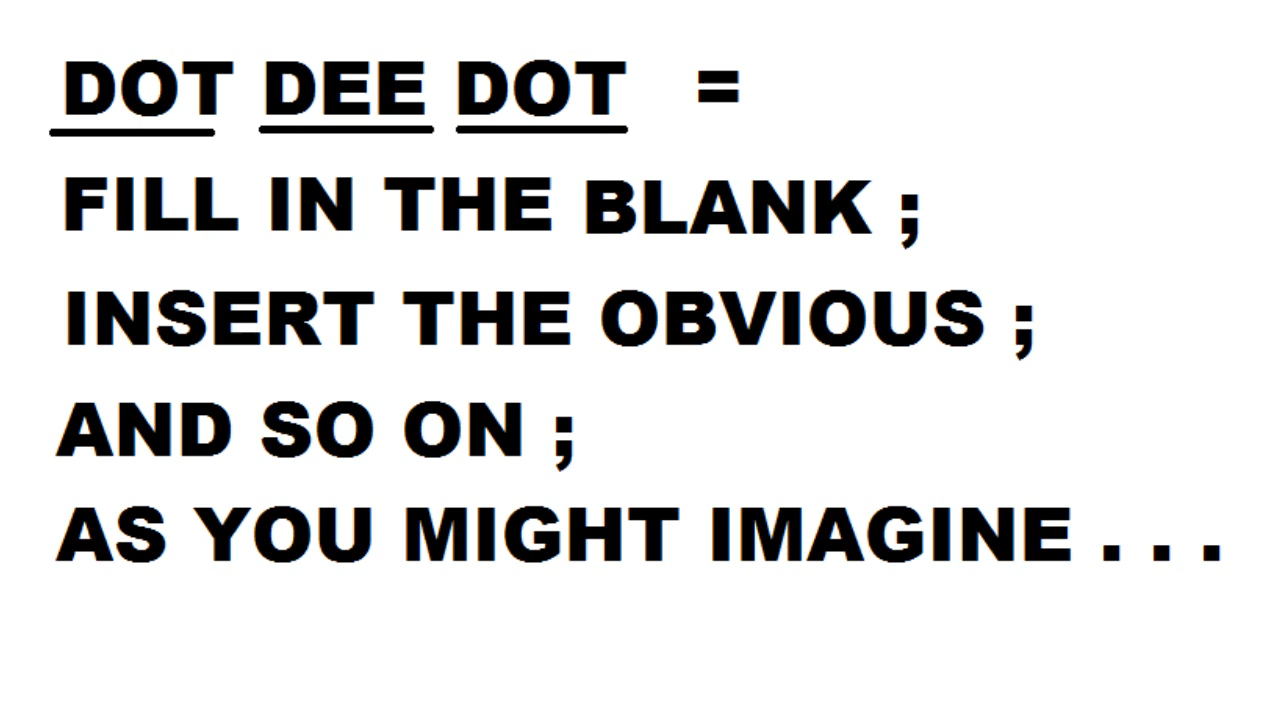 DOT DEE DOT =
FILL IN THE BLANK ;
INSERT THE OBVIOUS ;
AND SO ON ;
AS YOU MIGHT IMAGINE . . .